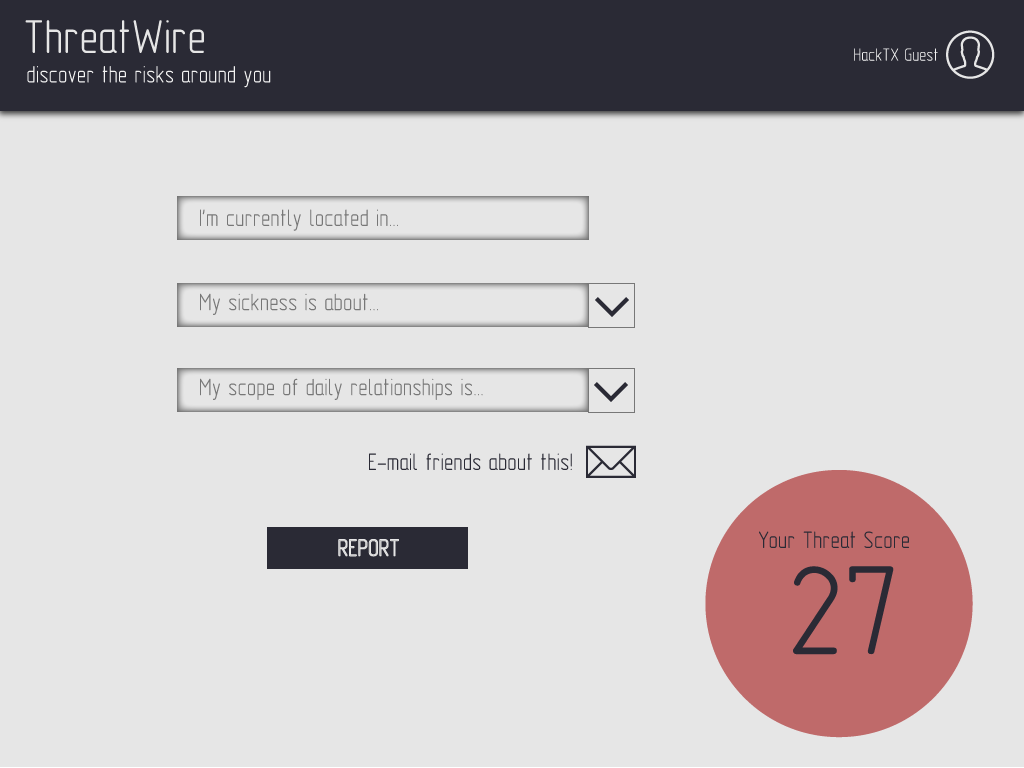 ThreatWire
discover the risks around you
HackTX Guest
I'm currently located in...
My sickness is about...
My scope of daily relationships is...
E-mail friends about this!
REPORT
Your Threat Score
27